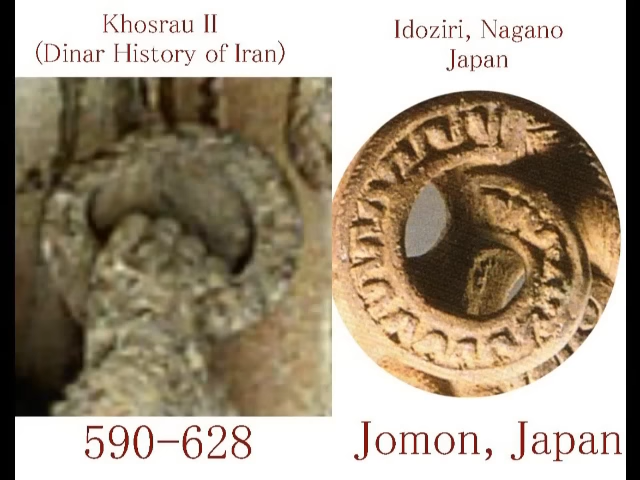 Khosrau II
(Dinar History of Iran)
Idoziri, Nagano
Japan
590-628
Jomon, Japan